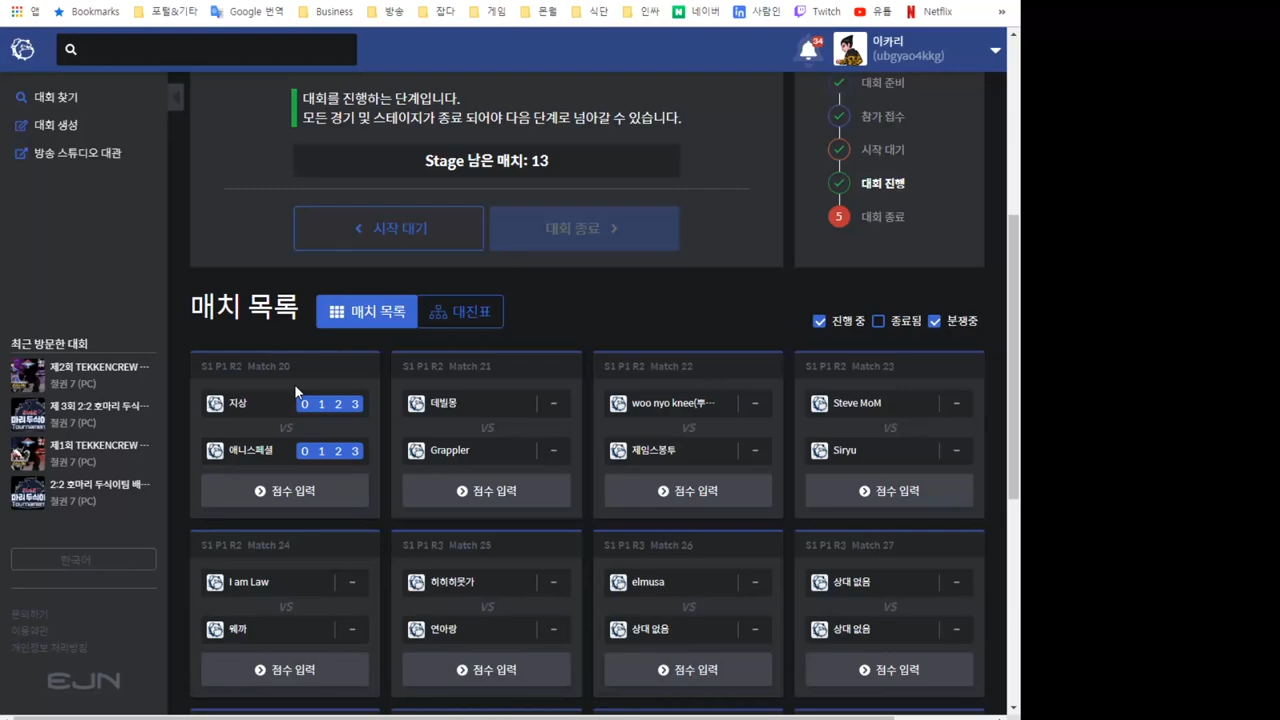 앱 Bookmarks 포털&기타 Google 번역 Business 방송 잡다 게임 몬월 식단 인싸 네이버 사람인 Twitch 유튭 Netflix »
34
이카리
(ubgyao4kkg)
대회 찾기
대회 생성
방송 스튜디오 대관
최근 방문한 대회
제2회 TEKKENCREW ···
철권 7 (PC)
제 3회 2:2 호마리 두식···
철권 7 (PC)
제1회 TEKKENCREW ···
철권 7 (PC)
2:2 호마리 두식이팀 배···
철권 7 (PC)
한국어
문의하기
이용약관
개인정보 처리방침
EJN
대회를 진행하는 단계입니다.
모든 경기 및 스테이지가 종료 되어야 다음 단계로 넘어갈 수 있습니다.
Stage 남은 매치: 13
시작 대기
대회 종료
대회 준비
참가 접수
시작 대기
대회 진행
5 대회 종료
매치 목록
매치 목록
대진표
진행 중 종료됨 분쟁중
S1 P1 R2 Match 20
지상 0 1 2 3
VS
애니스페셜 0 1 2 3
점수 입력
S1 P1 R2 Match 21
데빌몽 –
VS
Grappler –
점수 입력
S1 P1 R2 Match 22
woo nyo knee(뿌··· –
VS
제임스봉투 –
점수 입력
S1 P1 R2 Match 23
Steve MoM –
VS
Siryu –
점수 입력
S1 P1 R2 Match 24
I am Law –
VS
웨까 –
점수 입력
S1 P1 R3 Match 25
히히히못가 –
VS
연아랑 –
점수 입력
S1 P1 R3 Match 26
elmusa –
VS
상대 없음 –
점수 입력
S1 P1 R3 Match 27
상대 없음 –
VS
상대 없음 –
점수 입력